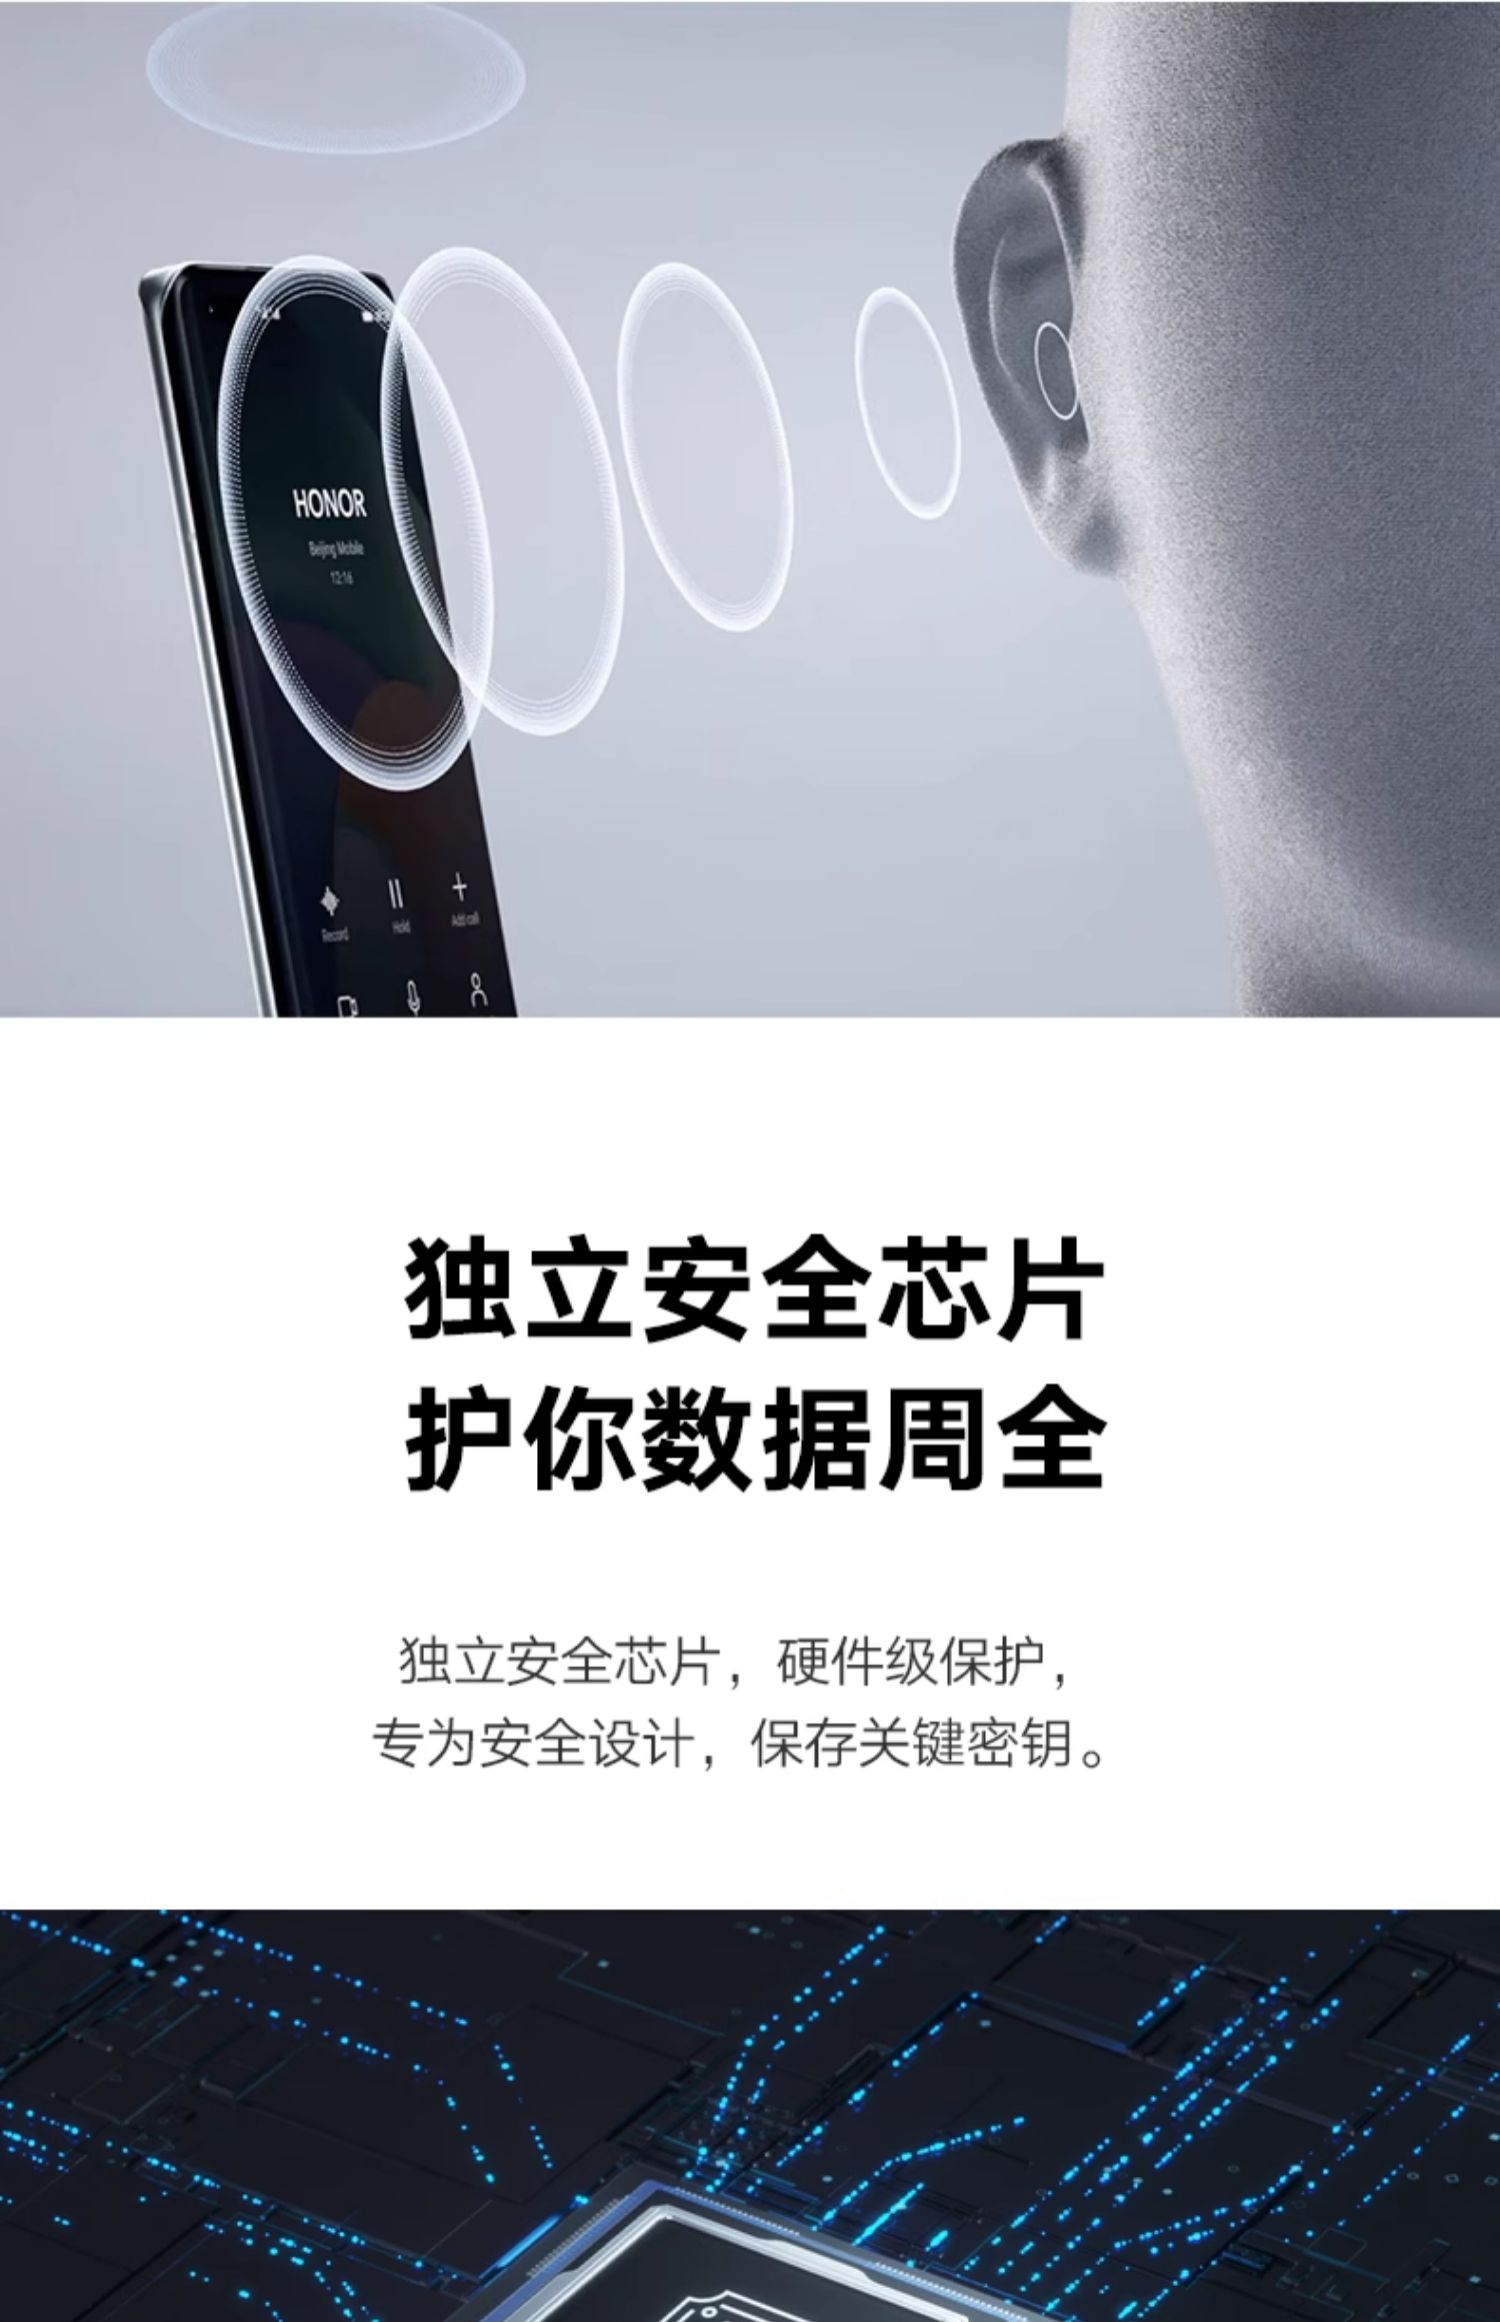 HONOR
Beijing Mobile
12:16
Record
Hold
Add call
独立安全芯片
护你数据周全
独立安全芯片，硬件级保护，
专为安全设计，保存关键密钥。